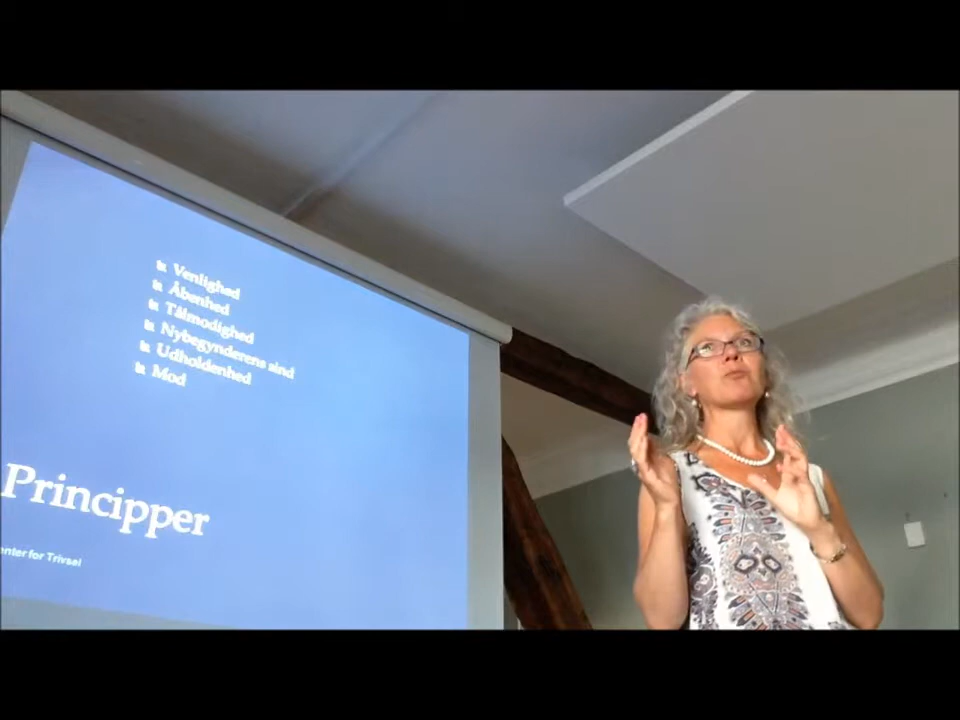 Venlighed
Åbenhed
Tålmodighed
Nybegynderens sind
Udholdenhed
Mod
Principper
enter for Trivsel